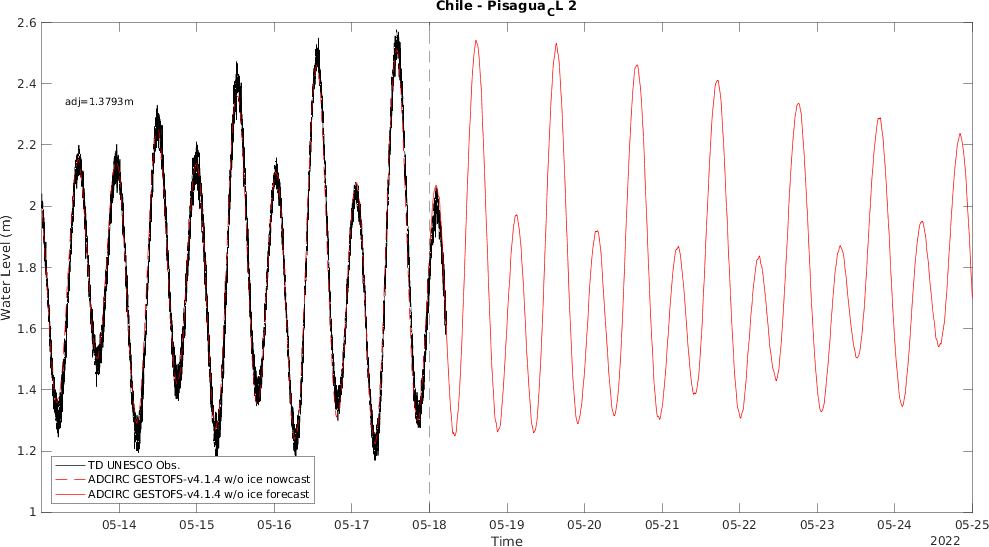 Chile - Pisagua_CL 2
2.6
2.4
2.2
2
1.8
1.6
1.4
1.2
1
Water Level (m)
adj=1.3793m
TD UNESCO Obs.
ADCIRC GESTOFS-v4.1.4 w/o ice nowcast
ADCIRC GESTOFS-v4.1.4 w/o ice forecast
05-14 05-15 05-16 05-17 05-18 05-19 05-20 05-21 05-22 05-23 05-24 05-25
Time
2022